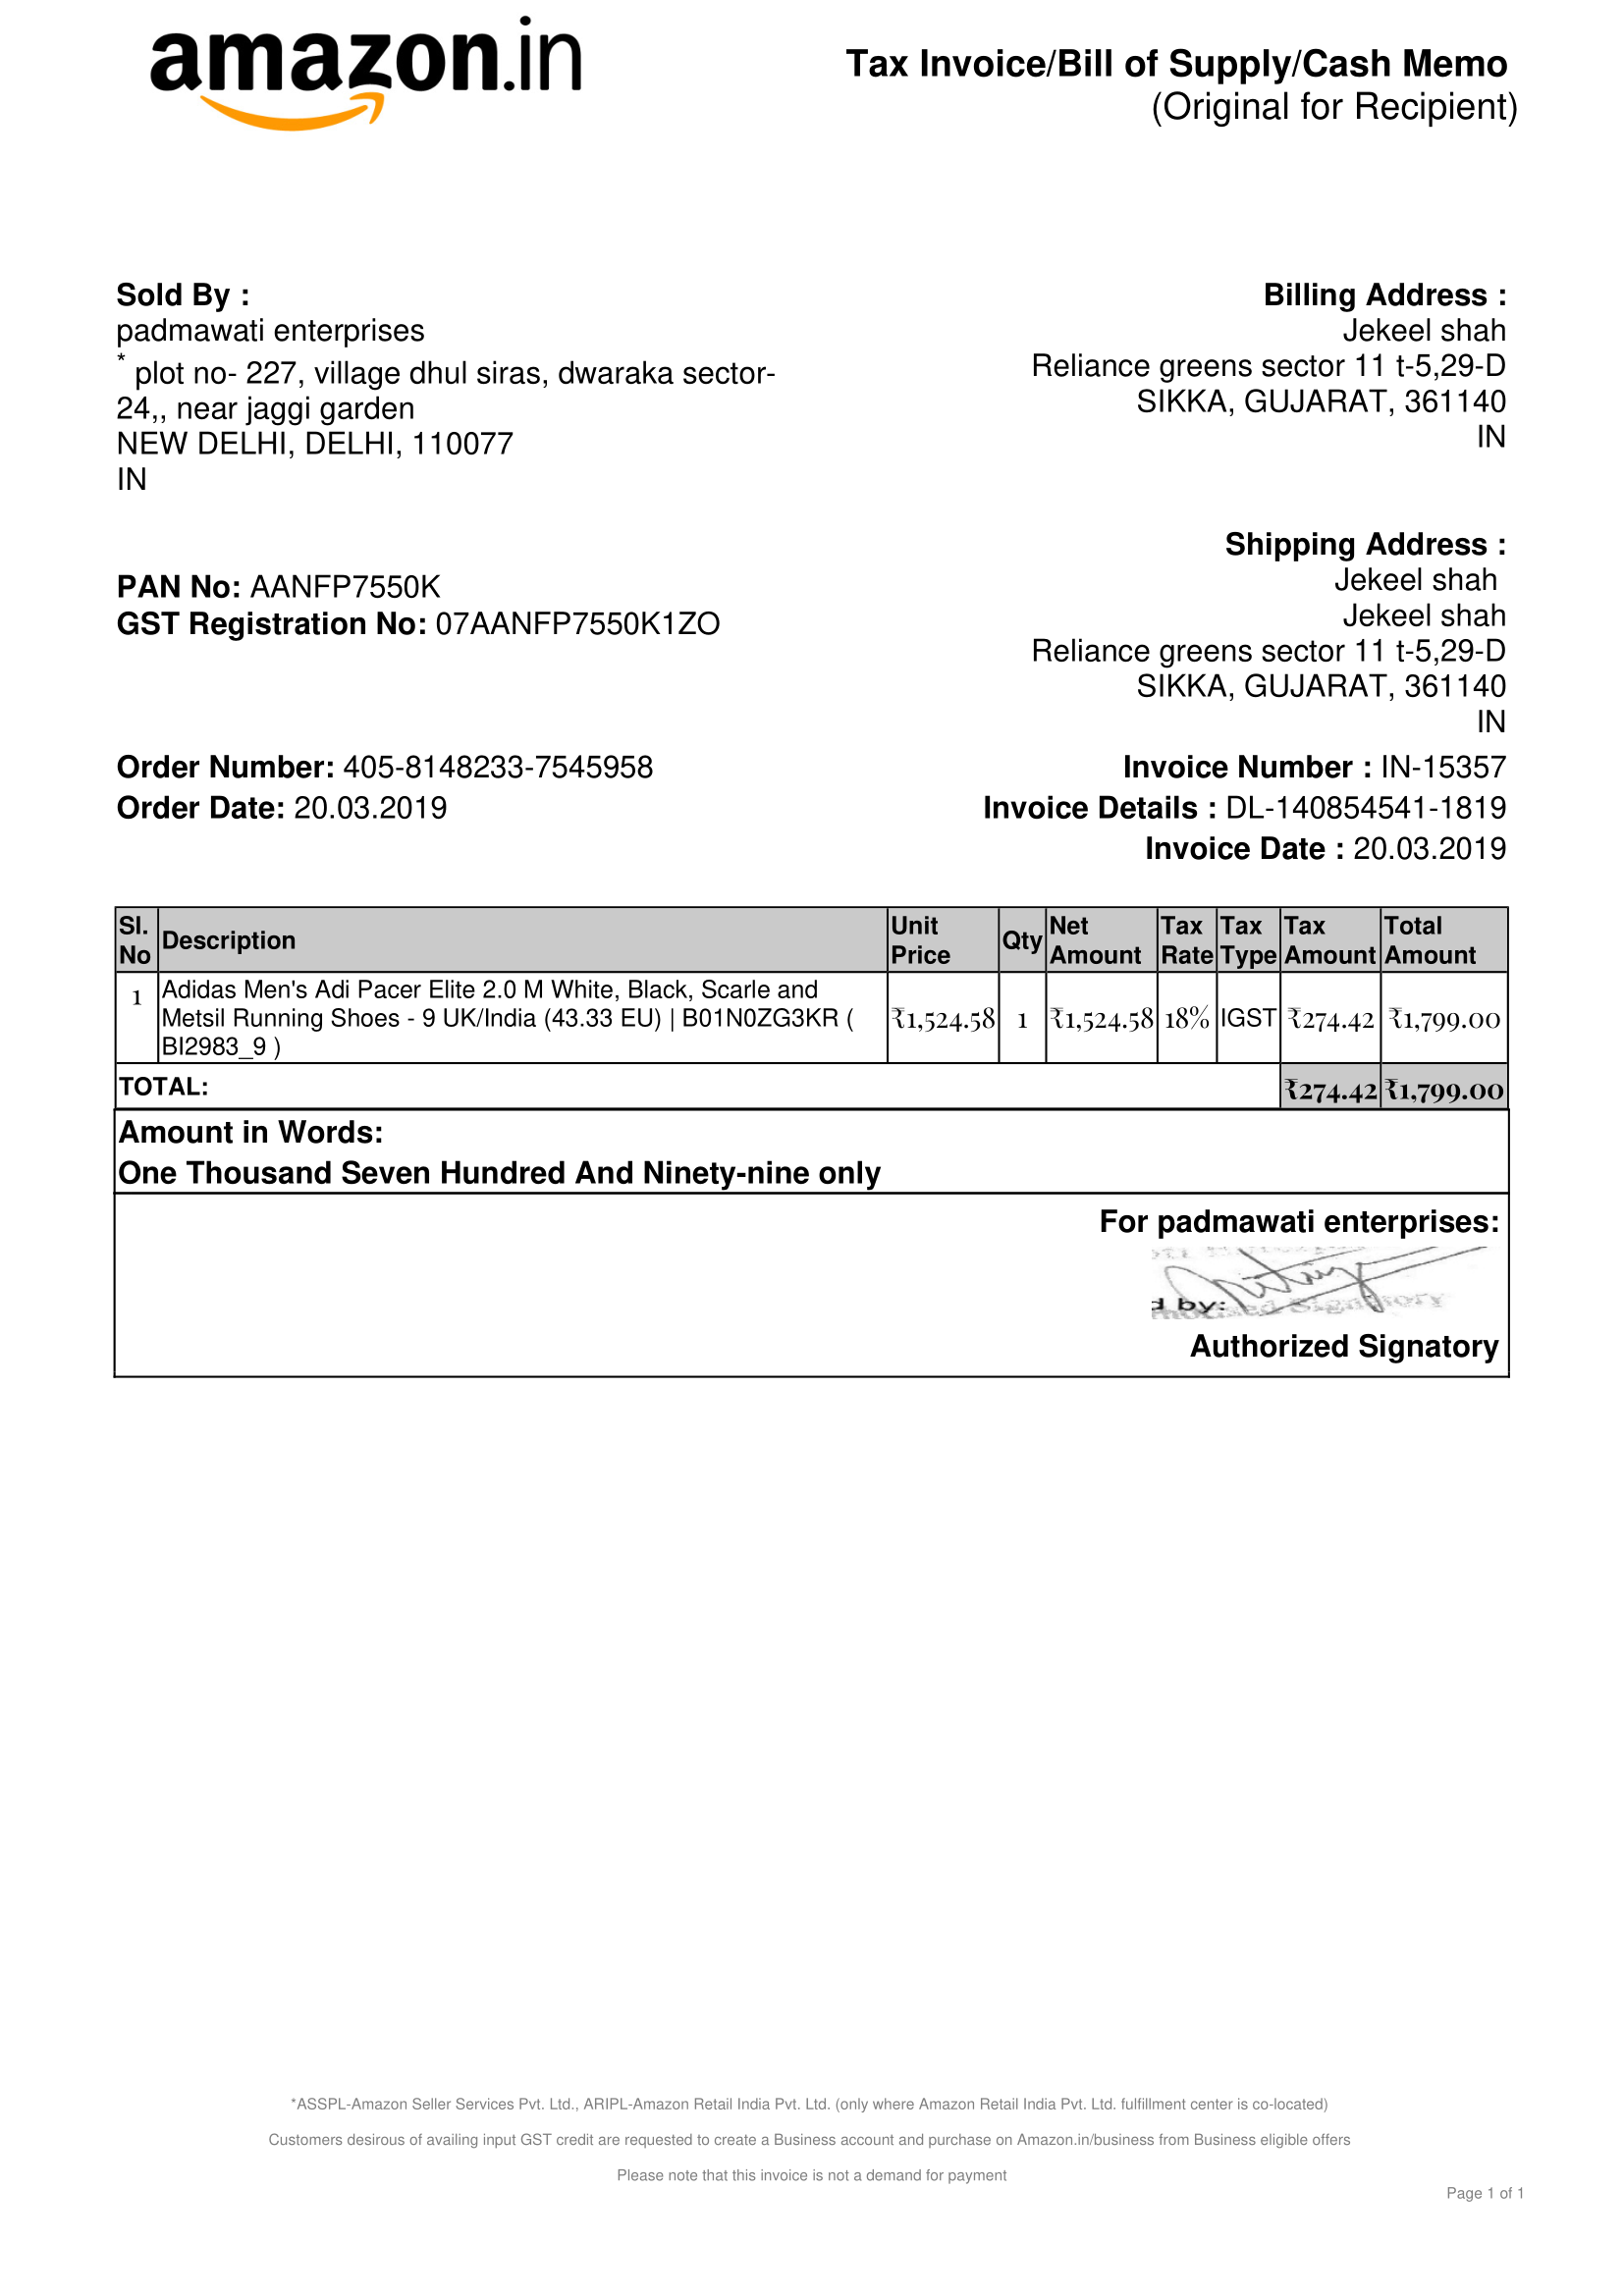 amazon.in
Tax Invoice/Bill of Supply/Cash Memo
(Original for Recipient)
Sold By :
padmawati enterprises
* plot no- 227, village dhul siras, dwaraka sector-
24,, near jaggi garden
NEW DELHI, DELHI, 110077
IN
Billing Address :
Jekeel shah
Reliance greens sector 11 t-5,29-D
SIKKA, GUJARAT, 361140
IN
PAN No: AANFP7550K
GST Registration No: 07AANFP7550K1ZO
Shipping Address :
Jekeel shah
Jekeel shah
Reliance greens sector 11 t-5,29-D
SIKKA, GUJARAT, 361140
IN
Order Number: 405-8148233-7545958
Order Date: 20.03.2019
Invoice Number : IN-15357
Invoice Details : DL-140854541-1819
Invoice Date : 20.03.2019
Sl. No Description Unit Price Qty Net Amount Tax Rate Tax Type Tax Amount Total Amount
1 Adidas Men's Adi Pacer Elite 2.0 M White, Black, Scarle and
Metsil Running Shoes - 9 UK/India (43.33 EU) | B01N0ZG3KR (
BI2983_9 )
₹1,524.58 1 ₹1,524.58 18% IGST ₹274.42 ₹1,799.00
TOTAL: ₹274.42 ₹1,799.00
Amount in Words:
One Thousand Seven Hundred And Ninety-nine only
For padmawati enterprises:
d by:
Authorized Signatory
*ASSPL-Amazon Seller Services Pvt. Ltd., ARIPL-Amazon Retail India Pvt. Ltd. (only where Amazon Retail India Pvt. Ltd. fulfillment center is co-located)
Customers desirous of availing input GST credit are requested to create a Business account and purchase on Amazon.in/business from Business eligible offers
Please note that this invoice is not a demand for payment
Page 1 of 1